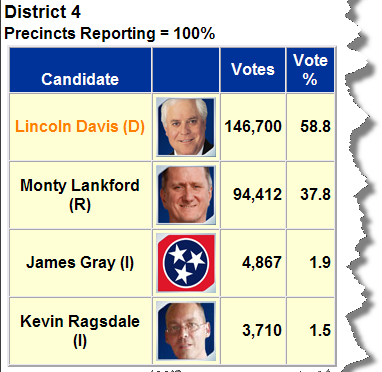 District 4
Precincts Reporting = 100%
Candidate Votes Vote %
Lincoln Davis (D) 146,700 58.8
Monty Lankford (R) 94,412 37.8
James Gray (I) 4,867 1.9
Kevin Ragsdale (I) 3,710 1.5